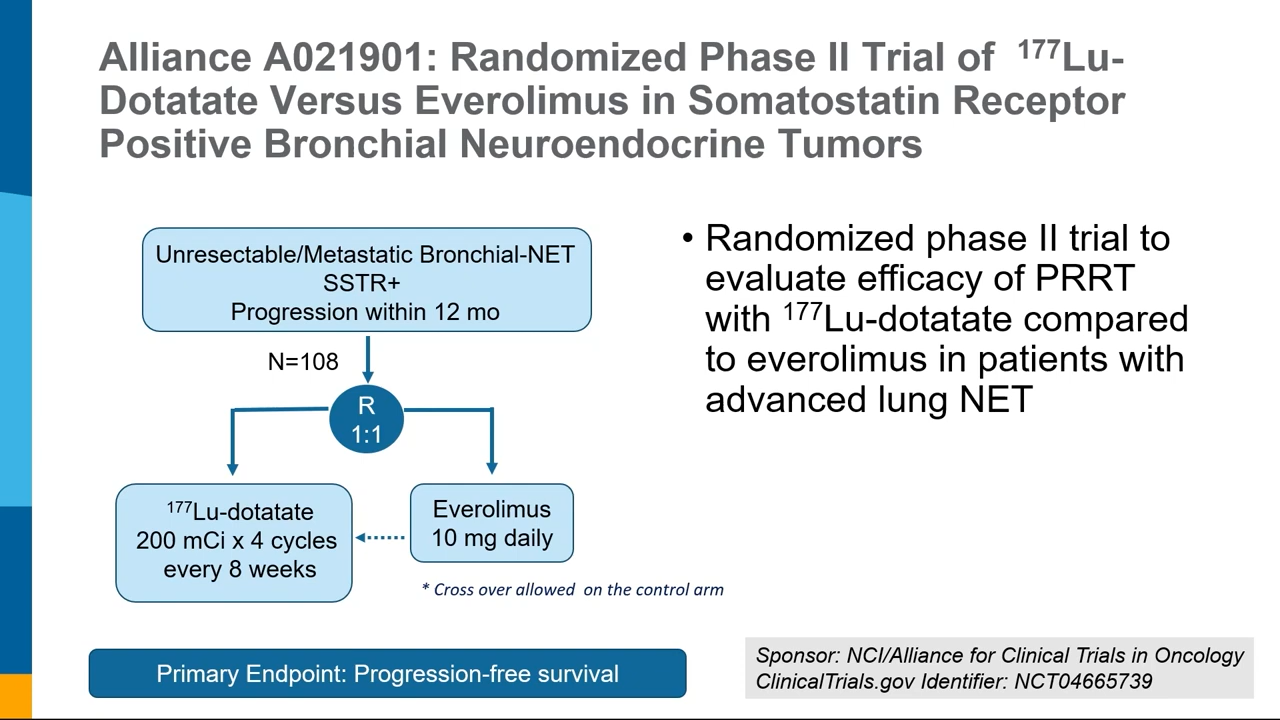 Alliance A021901: Randomized Phase II Trial of ¹⁷⁷Lu-
Dotatate Versus Everolimus in Somatostatin Receptor
Positive Bronchial Neuroendocrine Tumors
Unresectable/Metastatic Bronchial-NET
SSTR+
Progression within 12 mo
N=108
R
1:1
¹⁷⁷Lu-dotatate
200 mCi x 4 cycles
every 8 weeks
Everolimus
10 mg daily
* Cross over allowed on the control arm
Primary Endpoint: Progression-free survival
• Randomized phase II trial to
evaluate efficacy of PRRT
with ¹⁷⁷Lu-dotatate compared
to everolimus in patients with
advanced lung NET
Sponsor: NCI/Alliance for Clinical Trials in Oncology
ClinicalTrials.gov Identifier: NCT04665739